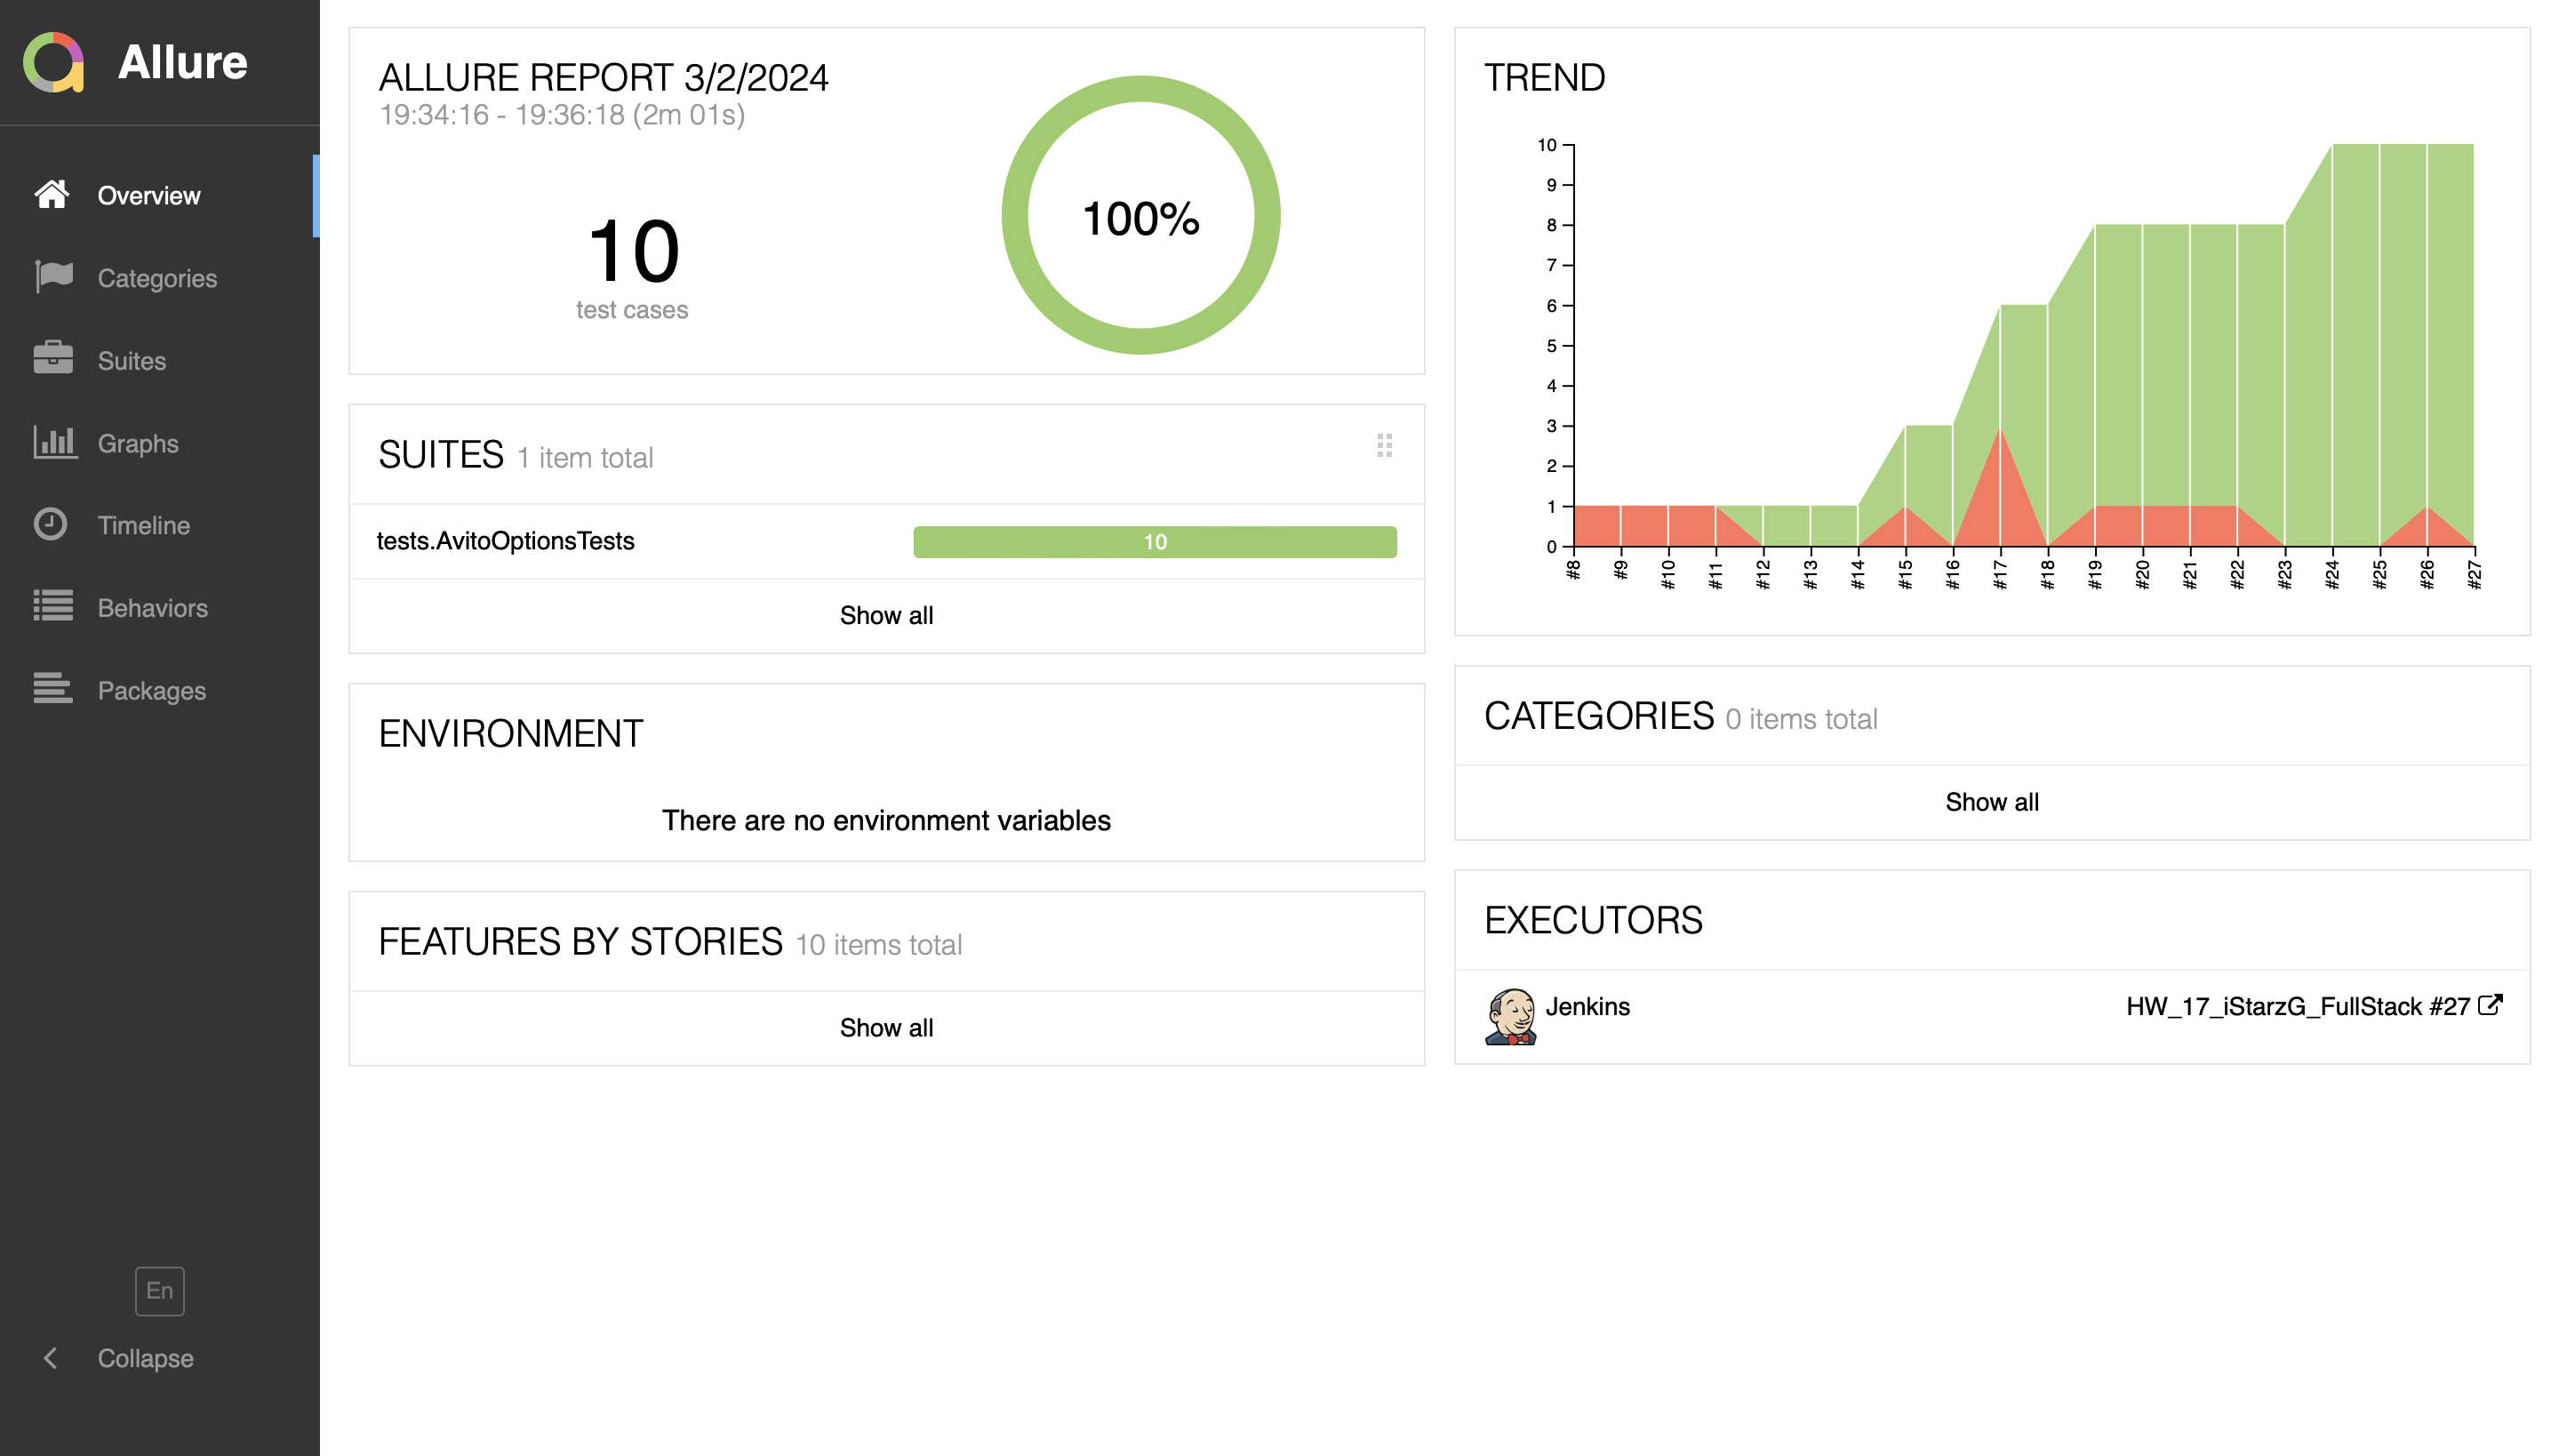 Allure
Overview
Categories
Suites
Graphs
Timeline
Behaviors
Packages
En
Collapse
ALLURE REPORT 3/2/2024
19:34:16 - 19:36:18 (2m 01s)
10
test cases
100%
SUITES 1 item total
tests.AvitoOptionsTests 10
Show all
ENVIRONMENT
There are no environment variables
FEATURES BY STORIES 10 items total
Show all
TREND
10
9
8
7
6
5
4
3
2
1
0
#8 #9 #10 #11 #12 #13 #14 #15 #16 #17 #18 #19 #20 #21 #22 #23 #24 #25 #26 #27
CATEGORIES 0 items total
Show all
EXECUTORS
Jenkins HW_17_iStarzG_FullStack #27